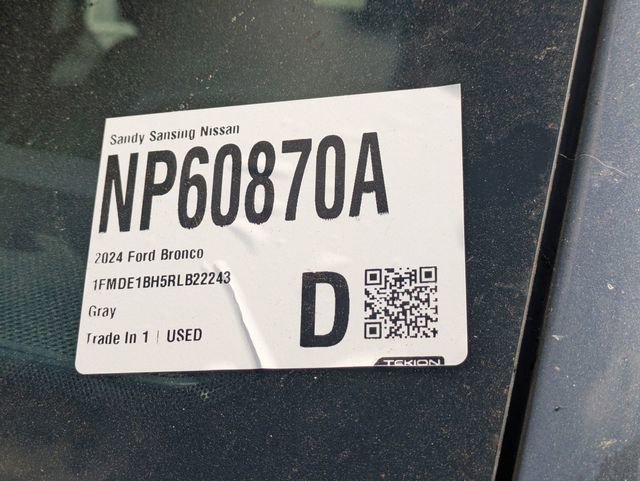 Sandy Sansing Nissan
NP60870A
2024 Ford Bronco
1FMDE1BH5RLB22243
Gray
Trade In 1 | USED
D
TEKION